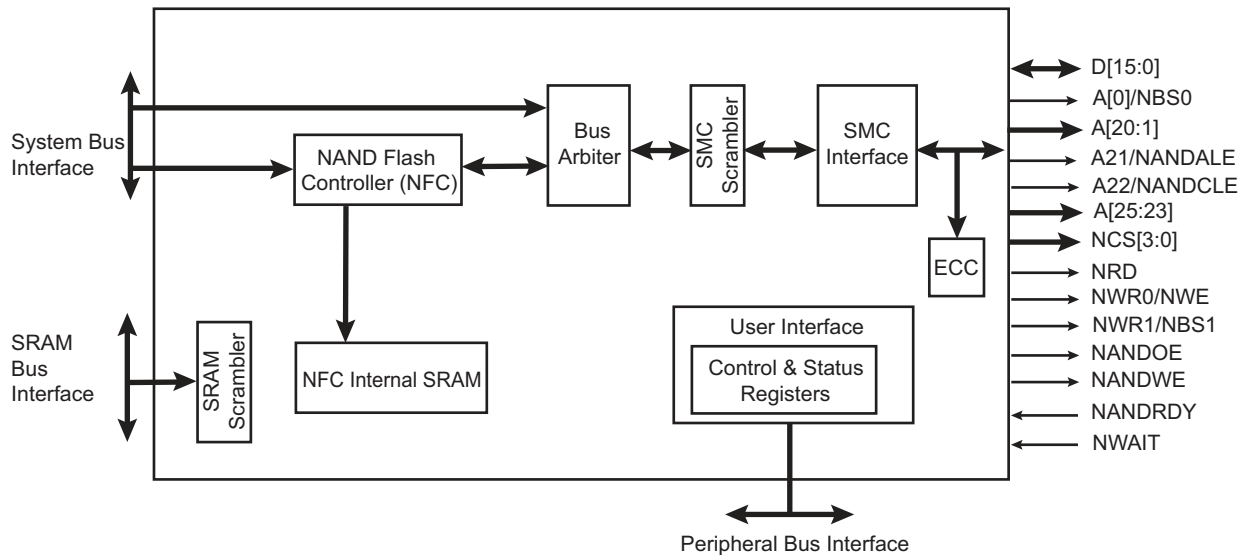 System Bus
Interface
SRAM
Bus
Interface
NAND Flash
Controller (NFC)
NFC Internal SRAM
SRAM
Scrambler
Bus
Arbiter
SMC
Scrambler
SMC
Interface
ECC
User Interface
Control & Status
Registers
Peripheral Bus Interface
D[15:0]
A[0]/NBS0
A[20:1]
A21/NANDALE
A22/NANDCLE
A[25:23]
NCS[3:0]
NRD
NWR0/NWE
NWR1/NBS1
NANDOE
NANDWE
NANDRDY
NWAIT